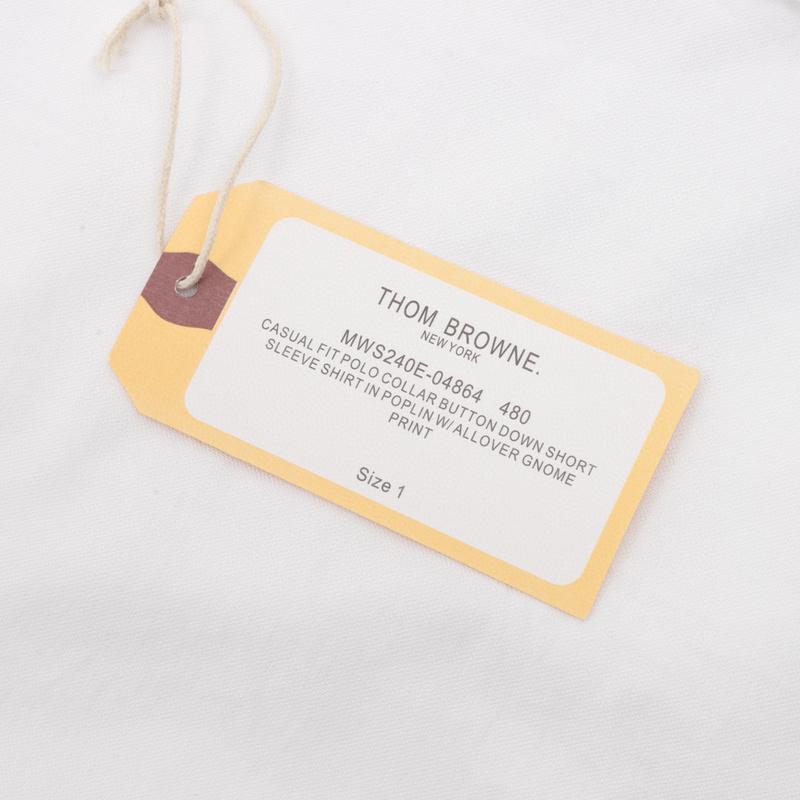 THOM BROWNE.
NEW YORK
MWS240E-04864 480
CASUAL FIT POLO COLLAR BUTTON DOWN SHORT
SLEEVE SHIRT IN POPLIN W/ ALLOVER GNOME
PRINT
Size 1